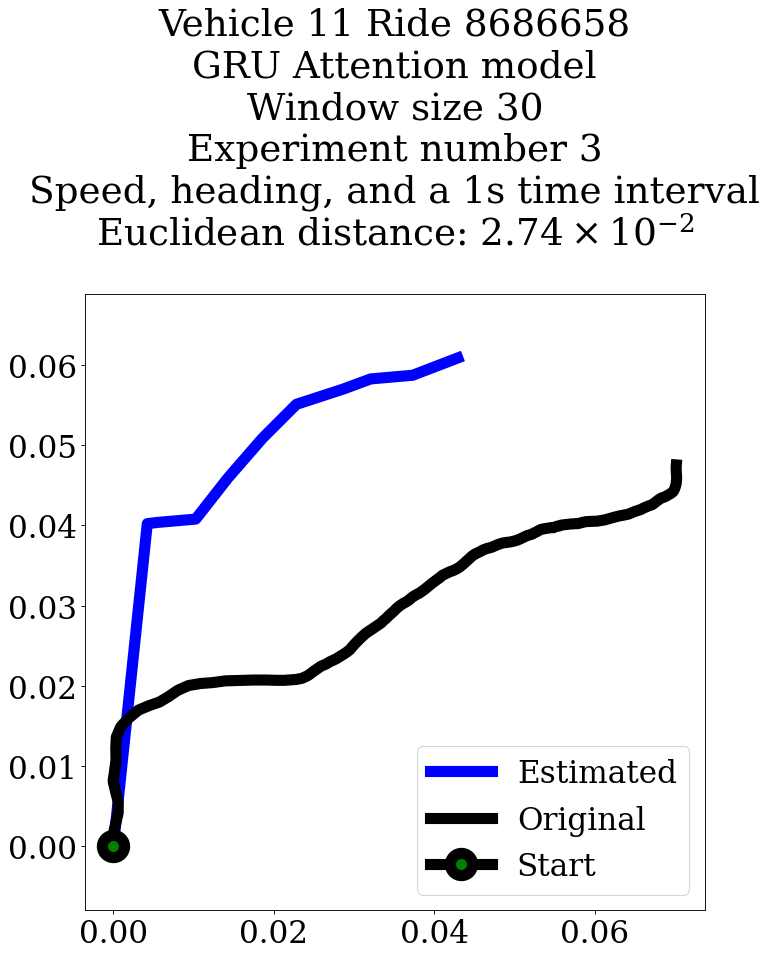 Vehicle 11 Ride 8686658
GRU Attention model
Window size 30
Experiment number 3
Speed, heading, and a 1s time interval
Euclidean distance: 2.74 × 10⁻²
0.06
0.05
0.04
0.03
0.02
0.01
0.00
Estimated
Original
Start
0.00 0.02 0.04 0.06